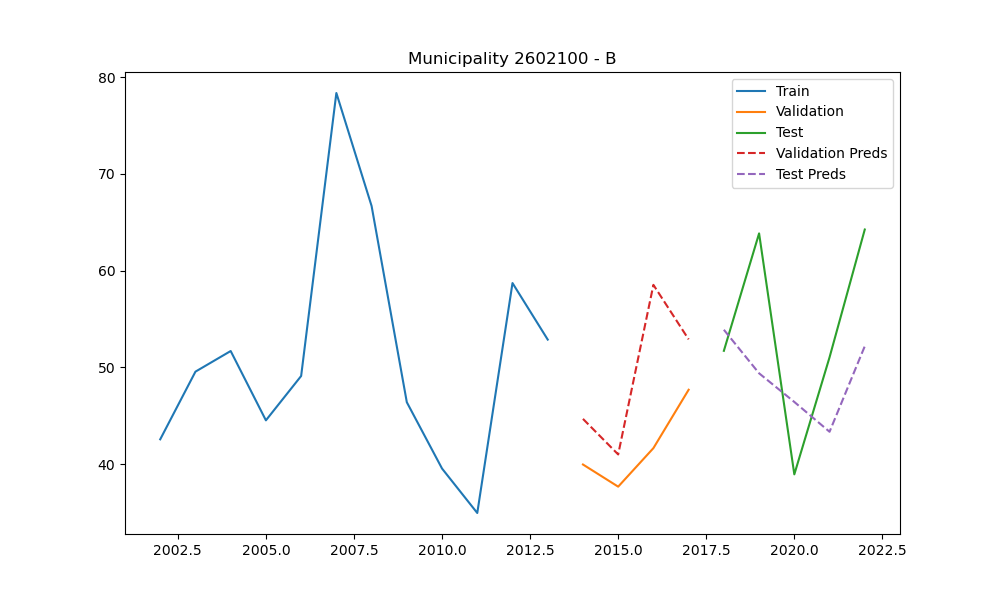 Municipality 2602100 - B
80
70
60
50
40
2002.5 2005.0 2007.5 2010.0 2012.5 2015.0 2017.5 2020.0 2022.5
Train
Validation
Test
Validation Preds
Test Preds